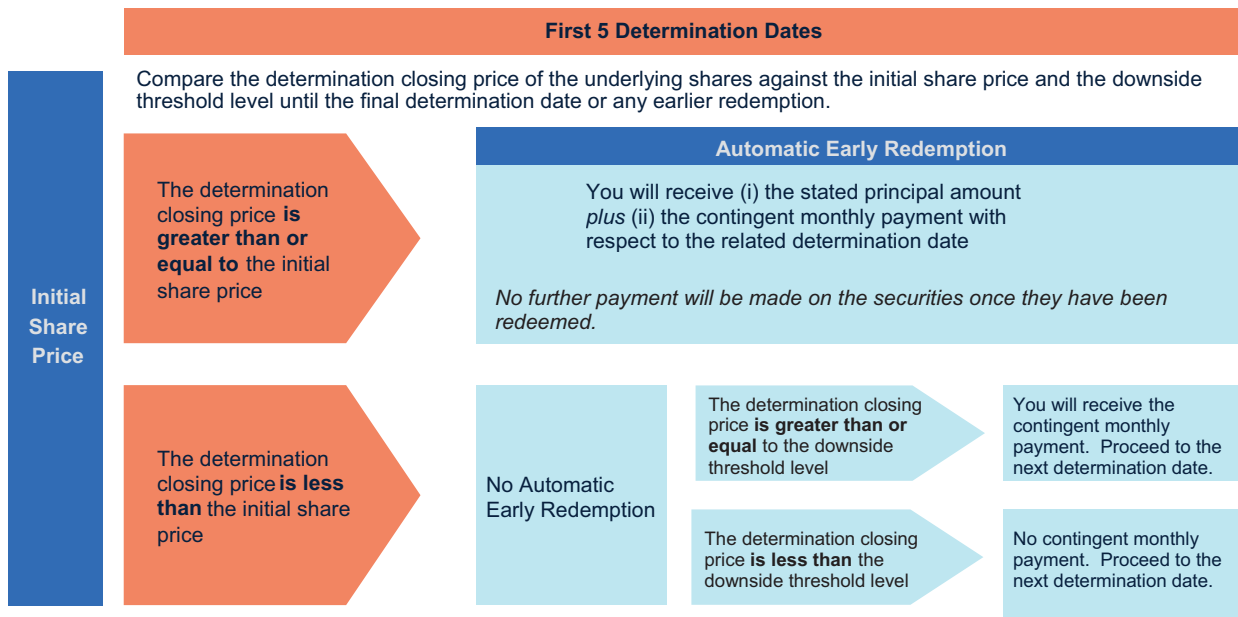 First 5 Determination Dates
Compare the determination closing price of the underlying shares against the initial share price and the downside
threshold level until the final determination date or any earlier redemption.
Initial
Share
Price
The determination
closing price is
greater than or
equal to the initial
share price
Automatic Early Redemption
You will receive (i) the stated principal amount
plus (ii) the contingent monthly payment with
respect to the related determination date
No further payment will be made on the securities once they have been
redeemed.
The determination
closing price is less
than the initial share
price
No Automatic
Early Redemption
The determination closing
price is greater than or
equal to the downside
threshold level
You will receive the
contingent monthly
payment. Proceed to the
next determination date.
The determination closing
price is less than the
downside threshold level
No contingent monthly
payment. Proceed to the
next determination date.